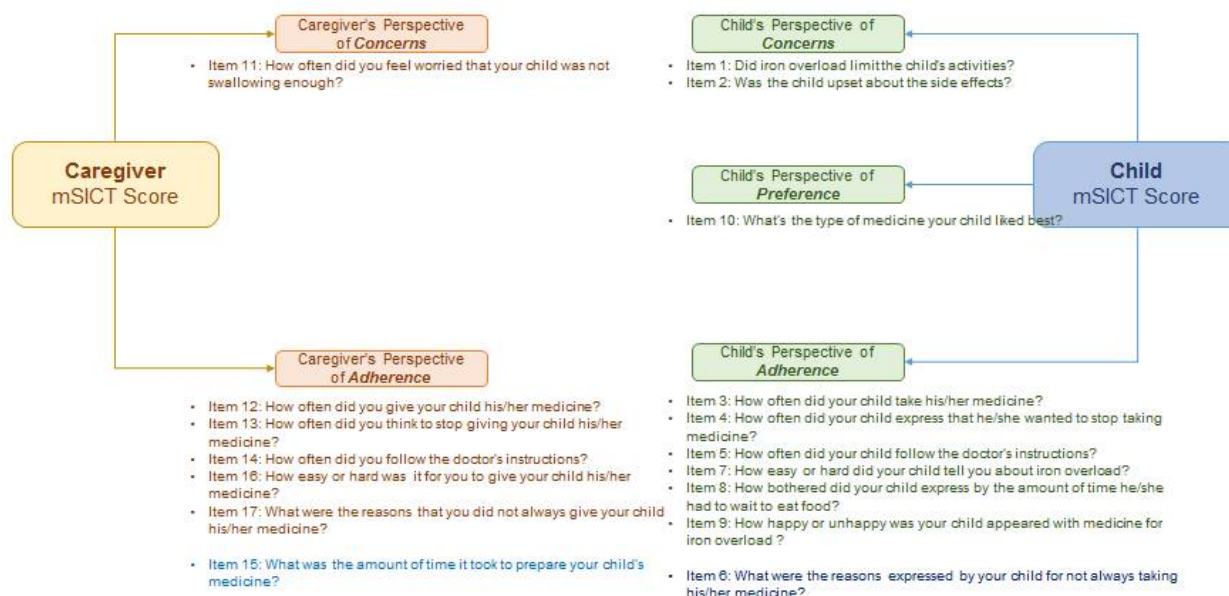 Caregiver's Perspective
of Concerns
• Item 11: How often did you feel worried that your child was not
swallowing enough?
Caregiver
mSICT Score
Caregiver's Perspective
of Adherence
• Item 12: How often did you give your child his/her medicine?
• Item 13: How often did you think to stop giving your child his/her
medicine?
• Item 14: How often did you follow the doctor's instructions?
• Item 16: How easy or hard was it for you to give your child his/her
medicine?
• Item 17: What were the reasons that you did not always give your child
his/her medicine?
• Item 15: What was the amount of time it took to prepare your child's
medicine?
Child's Perspective of
Concerns
• Item 1: Did iron overload limit the child's activities?
• Item 2: Was the child upset about the side effects?
Child's Perspective of
Preference
• Item 10: What's the type of medicine your child liked best?
Child
mSICT Score
Child's Perspective of
Adherence
• Item 3: How often did your child take his/her medicine?
• Item 4: How often did your child express that he/she wanted to stop taking
medicine?
• Item 5: How often did your child follow the doctor's instructions?
• Item 7: How easy or hard did your child tell you about iron overload?
• Item 8: How bothered did your child express by the amount of time he/she
had to wait to eat food?
• Item 9: How happy or unhappy was your child appeared with medicine for
iron overload ?
• Item 6: What were the reasons expressed by your child for not always taking
his/her medicine?